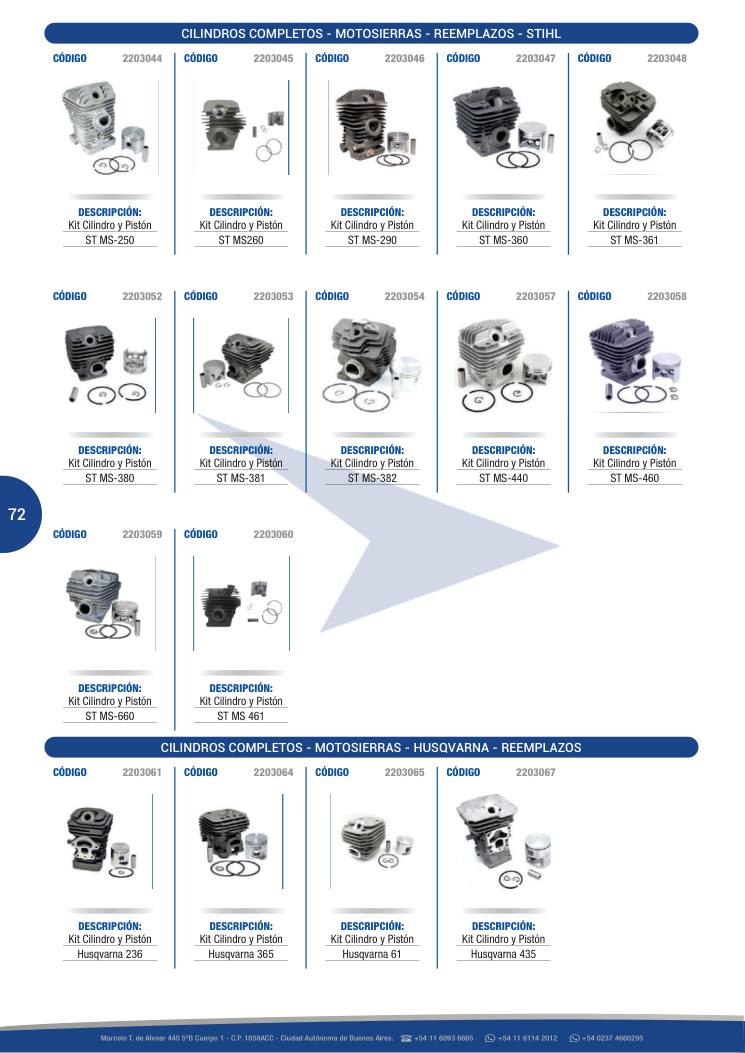 CILINDROS COMPLETOS - MOTOSIERRAS - REEMPLAZOS - STIHL
CÓDIGO 2203044
DESCRIPCIÓN:
Kit Cilindro y Pistón
ST MS-250
CÓDIGO 2203045
DESCRIPCIÓN:
Kit Cilindro y Pistón
ST MS260
CÓDIGO 2203046
DESCRIPCIÓN:
Kit Cilindro y Pistón
ST MS-290
CÓDIGO 2203047
DESCRIPCIÓN:
Kit Cilindro y Pistón
ST MS-360
CÓDIGO 2203048
DESCRIPCIÓN:
Kit Cilindro y Pistón
ST MS-361
CÓDIGO 2203052
DESCRIPCIÓN:
Kit Cilindro y Pistón
ST MS-380
CÓDIGO 2203053
DESCRIPCIÓN:
Kit Cilindro y Pistón
ST MS-381
CÓDIGO 2203054
DESCRIPCIÓN:
Kit Cilindro y Pistón
ST MS-382
CÓDIGO 2203057
DESCRIPCIÓN:
Kit Cilindro y Pistón
ST MS-440
CÓDIGO 2203058
DESCRIPCIÓN:
Kit Cilindro y Pistón
ST MS-460
72
CÓDIGO 2203059
DESCRIPCIÓN:
Kit Cilindro y Pistón
ST MS-660
CÓDIGO 2203060
DESCRIPCIÓN:
Kit Cilindro y Pistón
ST MS 461
CILINDROS COMPLETOS - MOTOSIERRAS - HUSQVARNA - REEMPLAZOS
CÓDIGO 2203061
DESCRIPCIÓN:
Kit Cilindro y Pistón
Husqvarna 236
CÓDIGO 2203064
DESCRIPCIÓN:
Kit Cilindro y Pistón
Husqvarna 365
CÓDIGO 2203065
DESCRIPCIÓN:
Kit Cilindro y Pistón
Husqvarna 61
CÓDIGO 2203067
DESCRIPCIÓN:
Kit Cilindro y Pistón
Husqvarna 435
Marcelo T. de Alvear 445 5ºB Cuerpo 1 - C.P. 1058ACC - Ciudad Autónoma de Buenos Aires. +54 11 6093 6665 +54 11 6114 2012 +54 0237 4660295